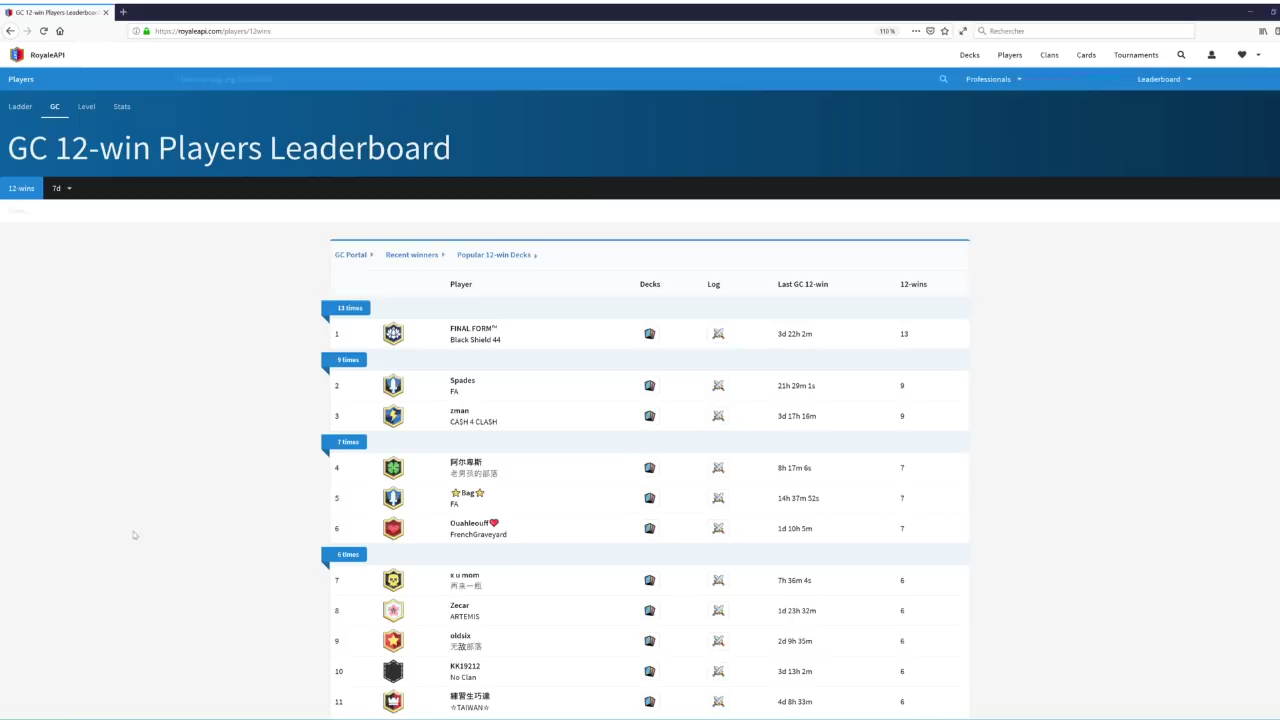 GC 12-win Players Leaderboar
https://royaleapi.com/players/12wins
110 %
Rechercher
RoyaleAPI
Decks
Players
Clans
Cards
Tournaments
Players
Professionals
Leaderboard
Ladder
GC
Level
Stats
GC 12-win Players Leaderboard
12-wins
7d
GC Portal
Recent winners
Popular 12-win Decks
Player
Decks
Log
Last GC 12-win
12-wins
13 times
1
FINAL FORM™
Black Shield 44
3d 22h 2m
13
9 times
2
Spades
FA
21h 29m 1s
9
3
zman
CA$H 4 CLA$H
3d 17h 16m
9
7 times
4
阿尔卑斯
老男孩的部落
8h 17m 6s
7
5
⭐Bag⭐
FA
14h 37m 52s
7
6
Ouahleouff❤️
FrenchGraveyard
1d 10h 5m
7
6 times
7
x u mom
再来一瓶
7h 36m 4s
6
8
Zecar
ARTEMIS
1d 23h 32m
6
9
oldsix
无敌部落
2d 9h 35m
6
10
KK19212
No Clan
3d 13h 2m
6
11
練習生巧達
☆TAIWAN☆
4d 8h 33m
6